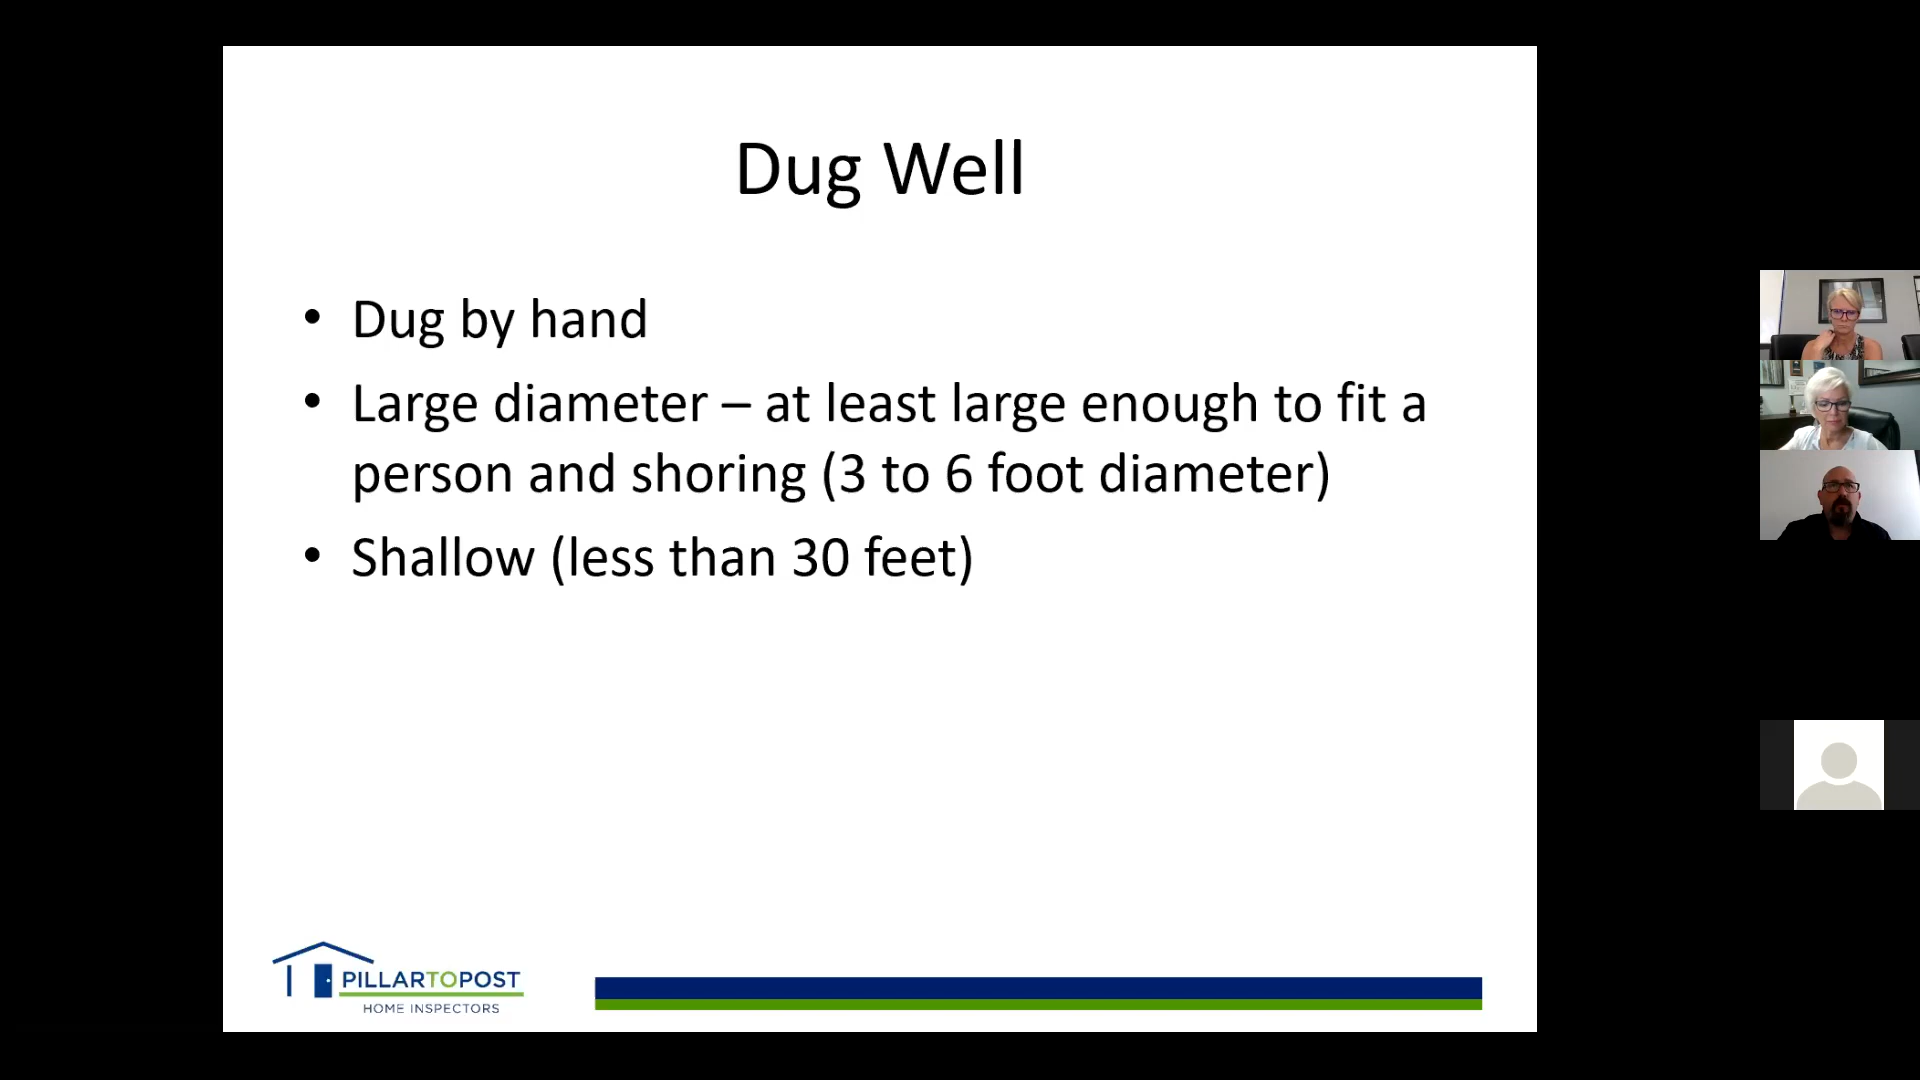 Dug Well
• Dug by hand
• Large diameter – at least large enough to fit a
person and shoring (3 to 6 foot diameter)
• Shallow (less than 30 feet)
PILLARTOPOST
HOME INSPECTORS